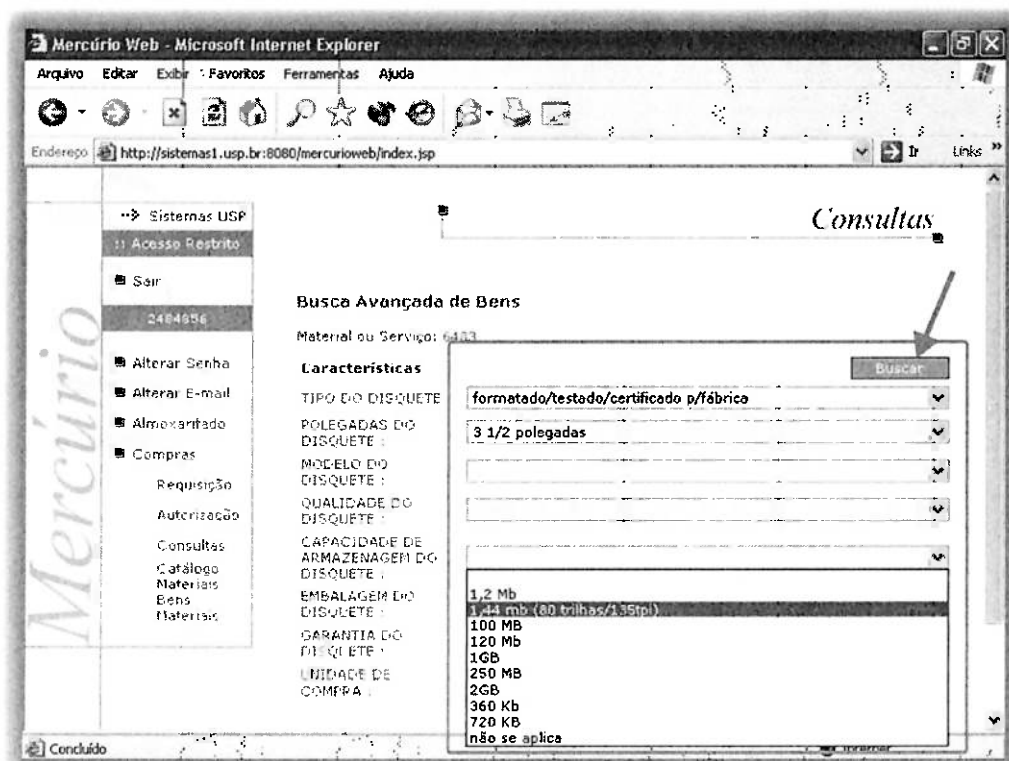 Mercúrio Web - Microsoft Internet Explorer
Arquivo Editar Exibir Favoritos Ferramentas Ajuda
Endereço http://sistemas1.usp.br:8080/mercurioweb/index.jsp Ir Links »
Mercúrio
Sistemas USP
:: Acesso Restrito
Sair
2484856
Alterar Senha
Alterar E-mail
Almoxarifado
Compras
Requisição
Autorização
Consultas
Catálogo
Materiais
Bens
Materiais
Consultas
Busca Avançada de Bens
Material ou Serviço: 6483
Características
Buscar
TIPO DO DISQUETE formatado/testado/certificado p/fábrica
POLEGADAS DO
DISQUETE : 3 1/2 polegadas
MODELO DO
DISQUETE :
QUALIDADE DO
DISQUETE :
CAPACIDADE DE
ARMAZENAGEM DO
DISQUETE :
EMBALAGEM DO
DISQUETE :
GARANTIA DO
DISQUETE :
UNIDADE DE
COMPRA :
1,2 Mb
1,44 mb (80 trilhas/135tpi)
100 MB
120 Mb
1GB
250 MB
2GB
360 Kb
720 KB
não se aplica
Concluído Internet